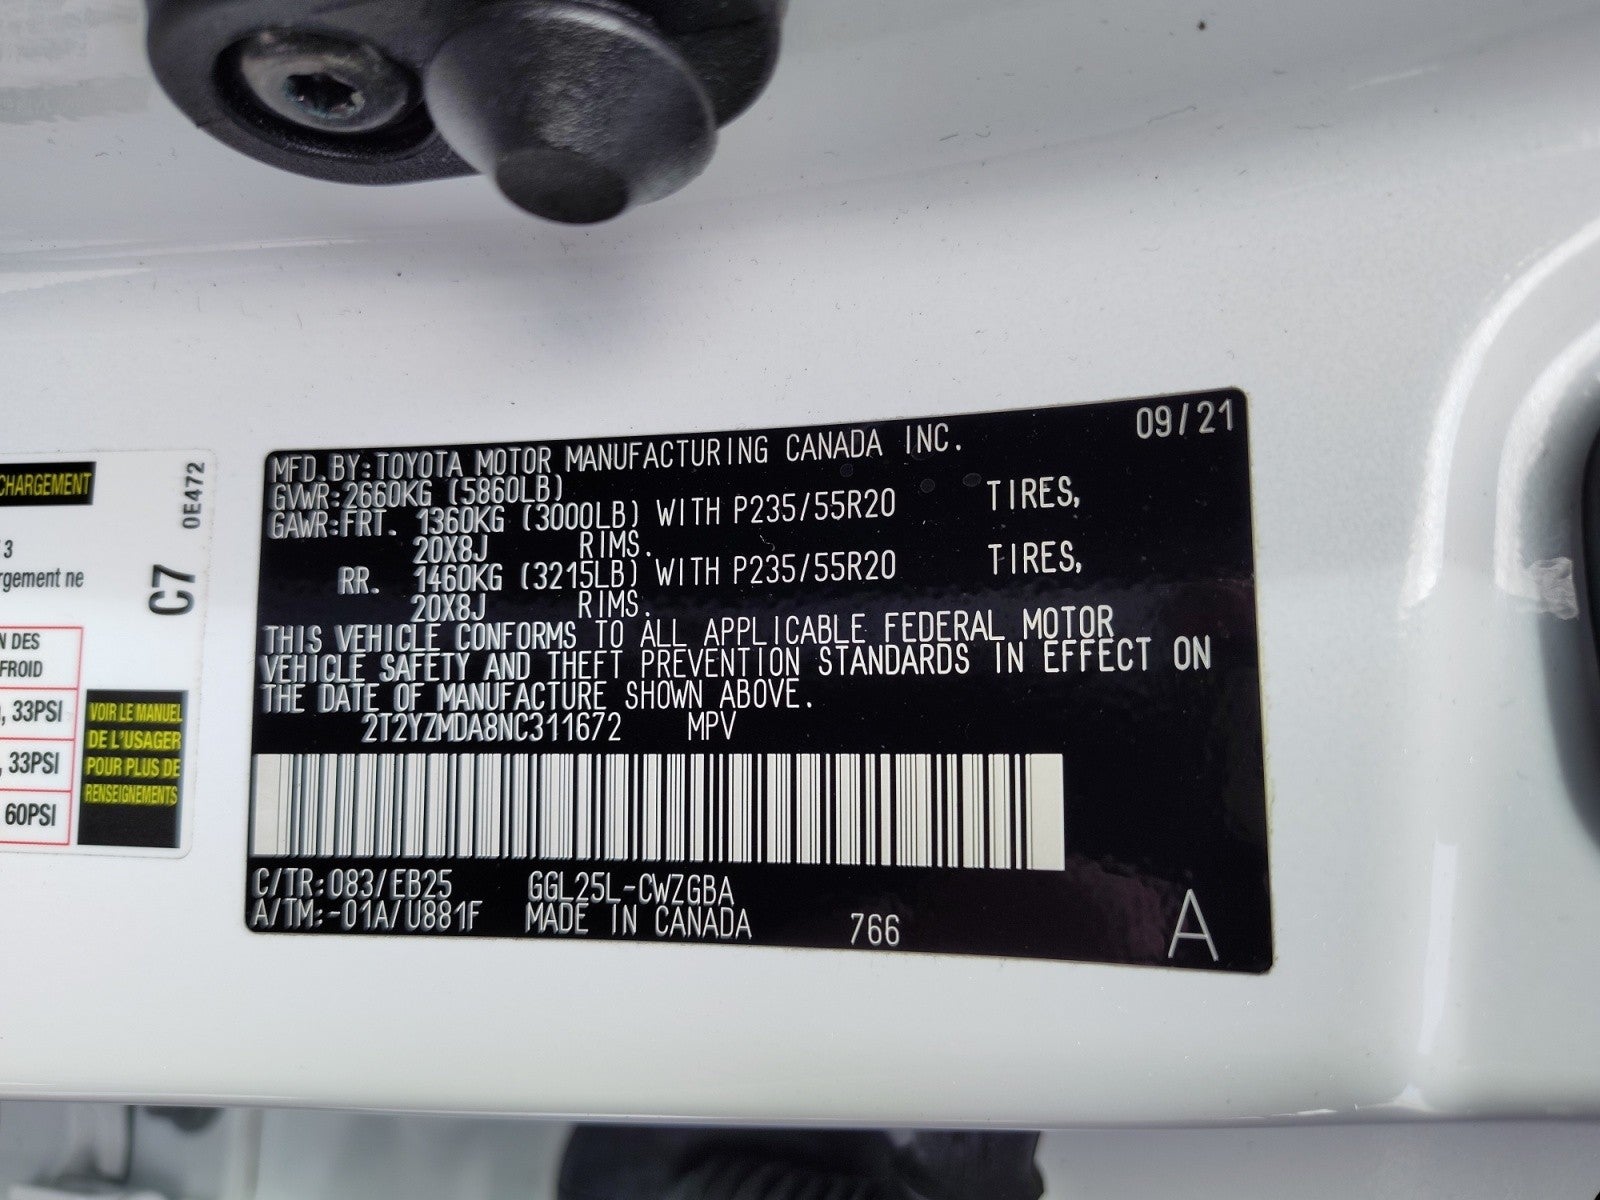 CHARGEMENT
0E472
C7
3
rgement ne
N DES
FROID
, 33PSI
, 33PSI
60PSI
VOIR LE MANUEL
DE L'USAGER
POUR PLUS DE
RENSEIGNEMENTS
09/21
MFD. BY:TOYOTA MOTOR MANUFACTURING CANADA INC.
GVWR:2660KG (5860LB)
GAWR:FRT. 1360KG (3000LB) WITH P235/55R20 TIRES,
20X8J RIMS.
RR. 1460KG (3215LB) WITH P235/55R20 TIRES,
20X8J RIMS.
THIS VEHICLE CONFORMS TO ALL APPLICABLE FEDERAL MOTOR
VEHICLE SAFETY AND THEFT PREVENTION STANDARDS IN EFFECT ON
THE DATE OF MANUFACTURE SHOWN ABOVE.
2T2YZMDA8NC311672 MPV
C/TR:083/EB25 GGL25L-CWZGBA
A/TM:-01A/U881F MADE IN CANADA 766
A